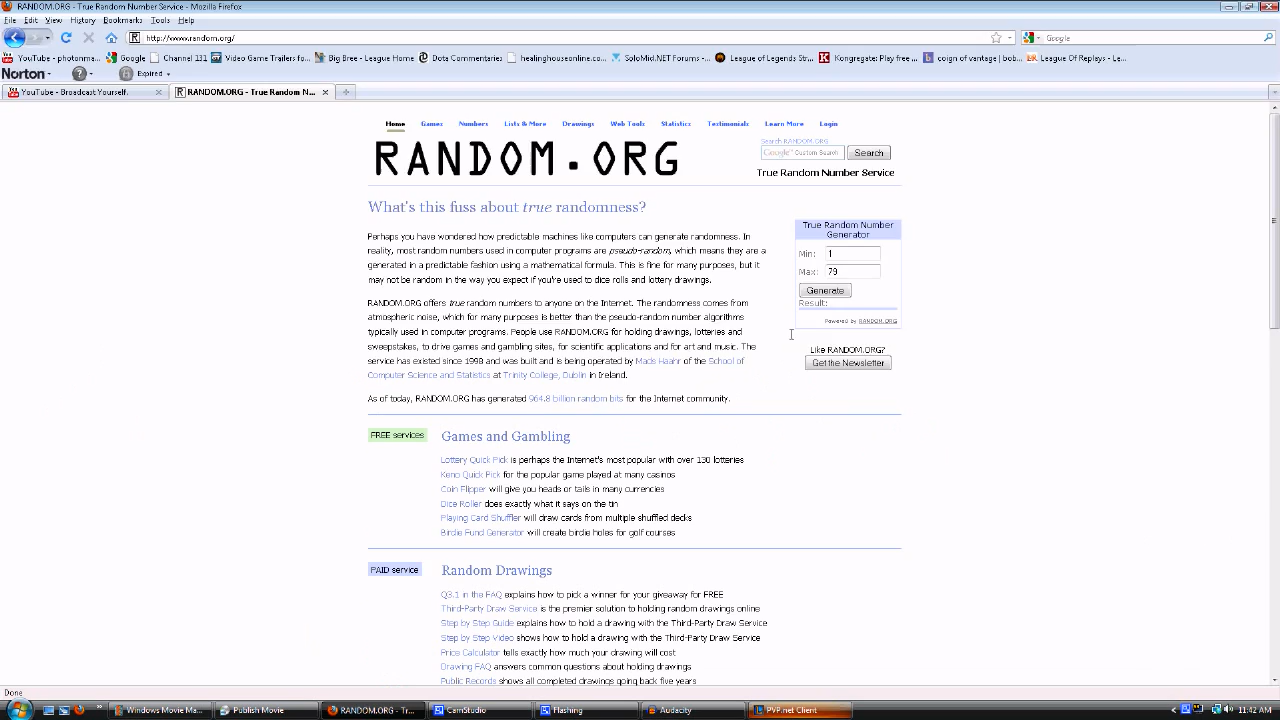 RANDOM.ORG - True Random Number Service - Mozilla Firefox
File Edit View History Bookmarks Tools Help
http://www.random.org/
Google
YouTube - photonma...
Google
Channel 131
Video Game Trailers fo...
Big Bree - League Home
Dota Commentaries
healinghouseonline....
SoloMid.NET Forums -...
League of Legends Str...
Kongregate: Play free ...
coign of vantage | bob...
League Of Replays - Le...
Norton
Expired
YouTube - Broadcast Yourself.
RANDOM.ORG - True Random N...
Home Games Numbers Lists & More Drawings Web Tools Statistics Testimonials Learn More Login
RANDOM.ORG
Search RANDOM.ORG
Google™ Custom Search
Search
True Random Number Service
What's this fuss about true randomness?
Perhaps you have wondered how predictable machines like computers can generate randomness. In
reality, most random numbers used in computer programs are pseudo-random, which means they are
generated in a predictable fashion using a mathematical formula. This is fine for many purposes, but it
may not be random in the way you expect if you're used to dice rolls and lottery drawings.
RANDOM.ORG offers true random numbers to anyone on the Internet. The randomness comes from
atmospheric noise, which for many purposes is better than the pseudo-random number algorithms
typically used in computer programs. People use RANDOM.ORG for holding drawings, lotteries and
sweepstakes, to drive games and gambling sites, for scientific applications and for art and music. The
service has existed since 1998 and was built and is being operated by Mads Haahr of the School of
Computer Science and Statistics at Trinity College, Dublin in Ireland.
As of today, RANDOM.ORG has generated 964.8 billion random bits for the Internet community.
True Random Number
Generator
Min: 1
Max: 79
Generate
Result:
Powered by RANDOM.ORG
Like RANDOM.ORG?
Get the Newsletter
FREE services
Games and Gambling
Lottery Quick Pick is perhaps the Internet's most popular with over 130 lotteries
Keno Quick Pick for the popular game played at many casinos
Coin Flipper will give you heads or tails in many currencies
Dice Roller does exactly what it says on the tin
Playing Card Shuffler will draw cards from multiple shuffled decks
Birdie Fund Generator will create birdie holes for golf courses
PAID service
Random Drawings
Q3.1 in the FAQ explains how to pick a winner for your giveaway for FREE
Third-Party Draw Service is the premier solution to holding random drawings online
Step by Step Guide explains how to hold a drawing with the Third-Party Draw Service
Step by Step Video shows how to hold a drawing with the Third-Party Draw Service
Price Calculator tells exactly how much your drawing will cost
Drawing FAQ answers common questions about holding drawings
Public Records shows all completed drawings going back five years
Done
Windows Movie Ma...
Publish Movie
RANDOM.ORG - Tr...
CamStudio
Flashing
Audacity
PVP.net Client
11:42 AM